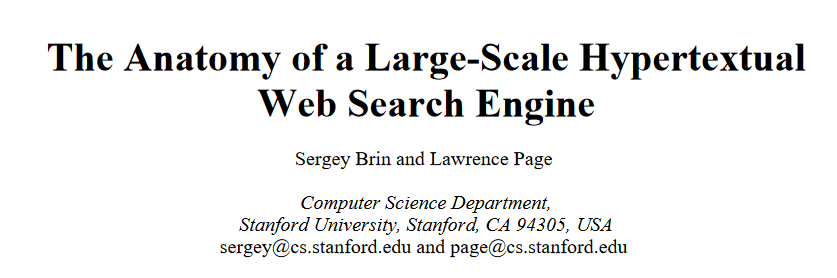 The Anatomy of a Large-Scale Hypertextual
Web Search Engine
Sergey Brin and Lawrence Page
Computer Science Department,
Stanford University, Stanford, CA 94305, USA
sergey@cs.stanford.edu and page@cs.stanford.edu